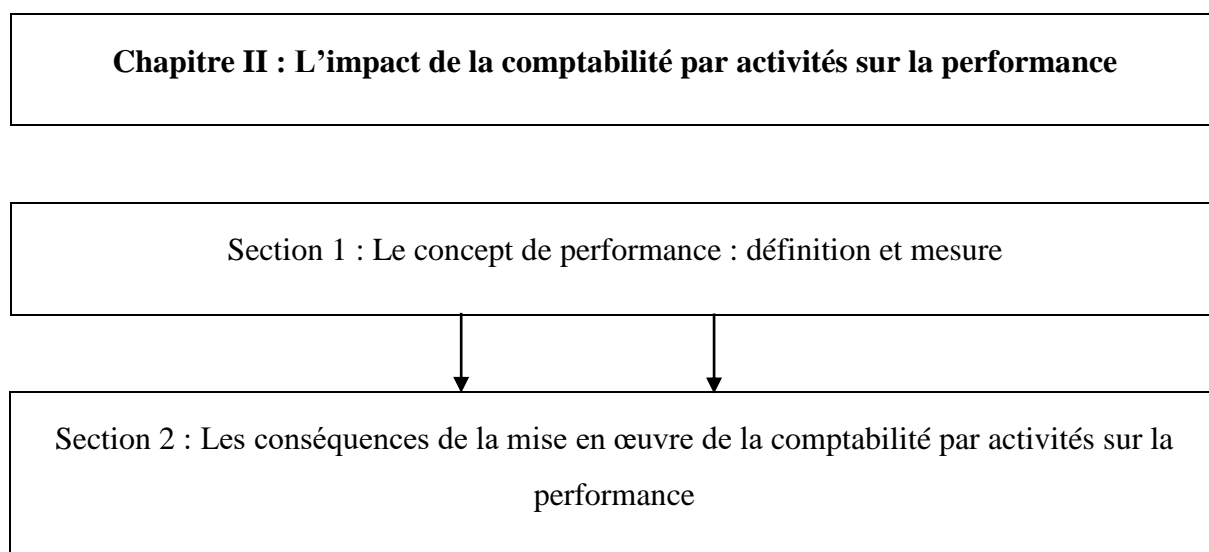 Chapitre II : L'impact de la comptabilité par activités sur la performance
Section 1 : Le concept de performance : définition et mesure
Section 2 : Les conséquences de la mise en œuvre de la comptabilité par activités sur la
performance